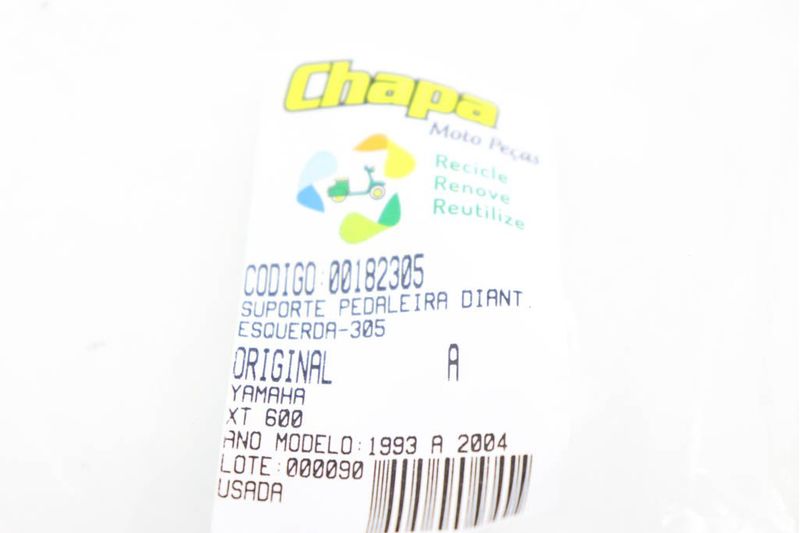 Chapa
Moto Peças
Recicle
Renove
Reutilize
CODIGO:00182305
SUPORTE PEDALEIRA DIANT.
ESQUERDA-305
ORIGINAL A
YAMAHA
XT 600
ANO MODELO:1993 A 2004
LOTE:000090
USADA